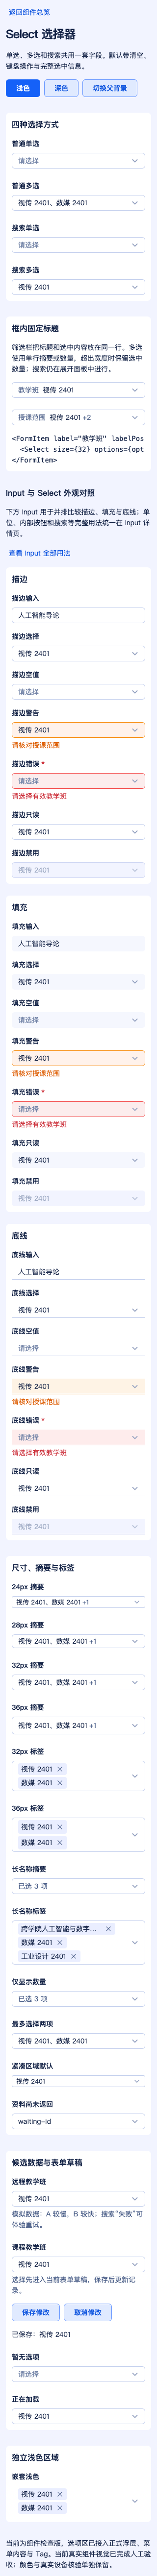 返回组件总览
Select 选择器
单选、多选和搜索共用一套字段。默认带清空、
键盘操作与完整选中信息。
浅色
深色
切换父背景
四种选择方式
普通单选
请选择
普通多选
视传 2401、数媒 2401
搜索单选
请选择
搜索多选
视传 2401
框内固定标题
筛选栏把标题和选中内容放在同一行。多选
使用单行摘要或数量，超出宽度时保留选中
数量；搜索仍在展开面板中进行。
教学班 视传 2401
授课范围 视传 2401 +2
<FormItem label="教学班" labelPos
<Select size={32} options={opt
</FormItem>
Input 与 Select 外观对照
下方 Input 用于并排比较描边、填充与底线；单
位、内部按钮和搜索等完整用法统一在 Input 详
情页。
查看 Input 全部用法
描边
描边输入
人工智能导论
描边选择
视传 2401
描边空值
请选择
描边警告
视传 2401
请核对授课范围
描边错误 *
请选择
请选择有效教学班
描边只读
视传 2401
描边禁用
视传 2401
填充
填充输入
人工智能导论
填充选择
视传 2401
填充空值
请选择
填充警告
视传 2401
请核对授课范围
填充错误 *
请选择
请选择有效教学班
填充只读
视传 2401
填充禁用
视传 2401
底线
底线输入
人工智能导论
底线选择
视传 2401
底线空值
请选择
底线警告
视传 2401
请核对授课范围
底线错误 *
请选择
请选择有效教学班
底线只读
视传 2401
底线禁用
视传 2401
尺寸、摘要与标签
24px 摘要
视传 2401、数媒 2401 +1
28px 摘要
视传 2401、数媒 2401 +1
32px 摘要
视传 2401、数媒 2401 +1
36px 摘要
视传 2401、数媒 2401 +1
32px 标签
视传 2401
数媒 2401
36px 标签
视传 2401
数媒 2401
长名称摘要
已选 3 项
长名称标签
跨学院人工智能与数字...
数媒 2401
工业设计 2401
仅显示数量
已选 3 项
最多选择两项
视传 2401、数媒 2401
紧凑区域默认
视传 2401
资料尚未返回
waiting-id
候选数据与表单草稿
远程教学班
视传 2401
模拟数据：A 较慢，B 较快；搜索“失败”可
体验重试。
课程教学班
视传 2401
选择先进入当前表单草稿，保存后更新记
录。
保存修改
取消修改
已保存：视传 2401
暂无选项
请选择
正在加载
视传 2401
独立浅色区域
嵌套浅色
视传 2401
数媒 2401
当前为组件检查版，选项区已接入正式浮层、菜
单内容与 Tag。当前真实组件视觉已完成人工验
收；颜色与真实设备核验单独保留。